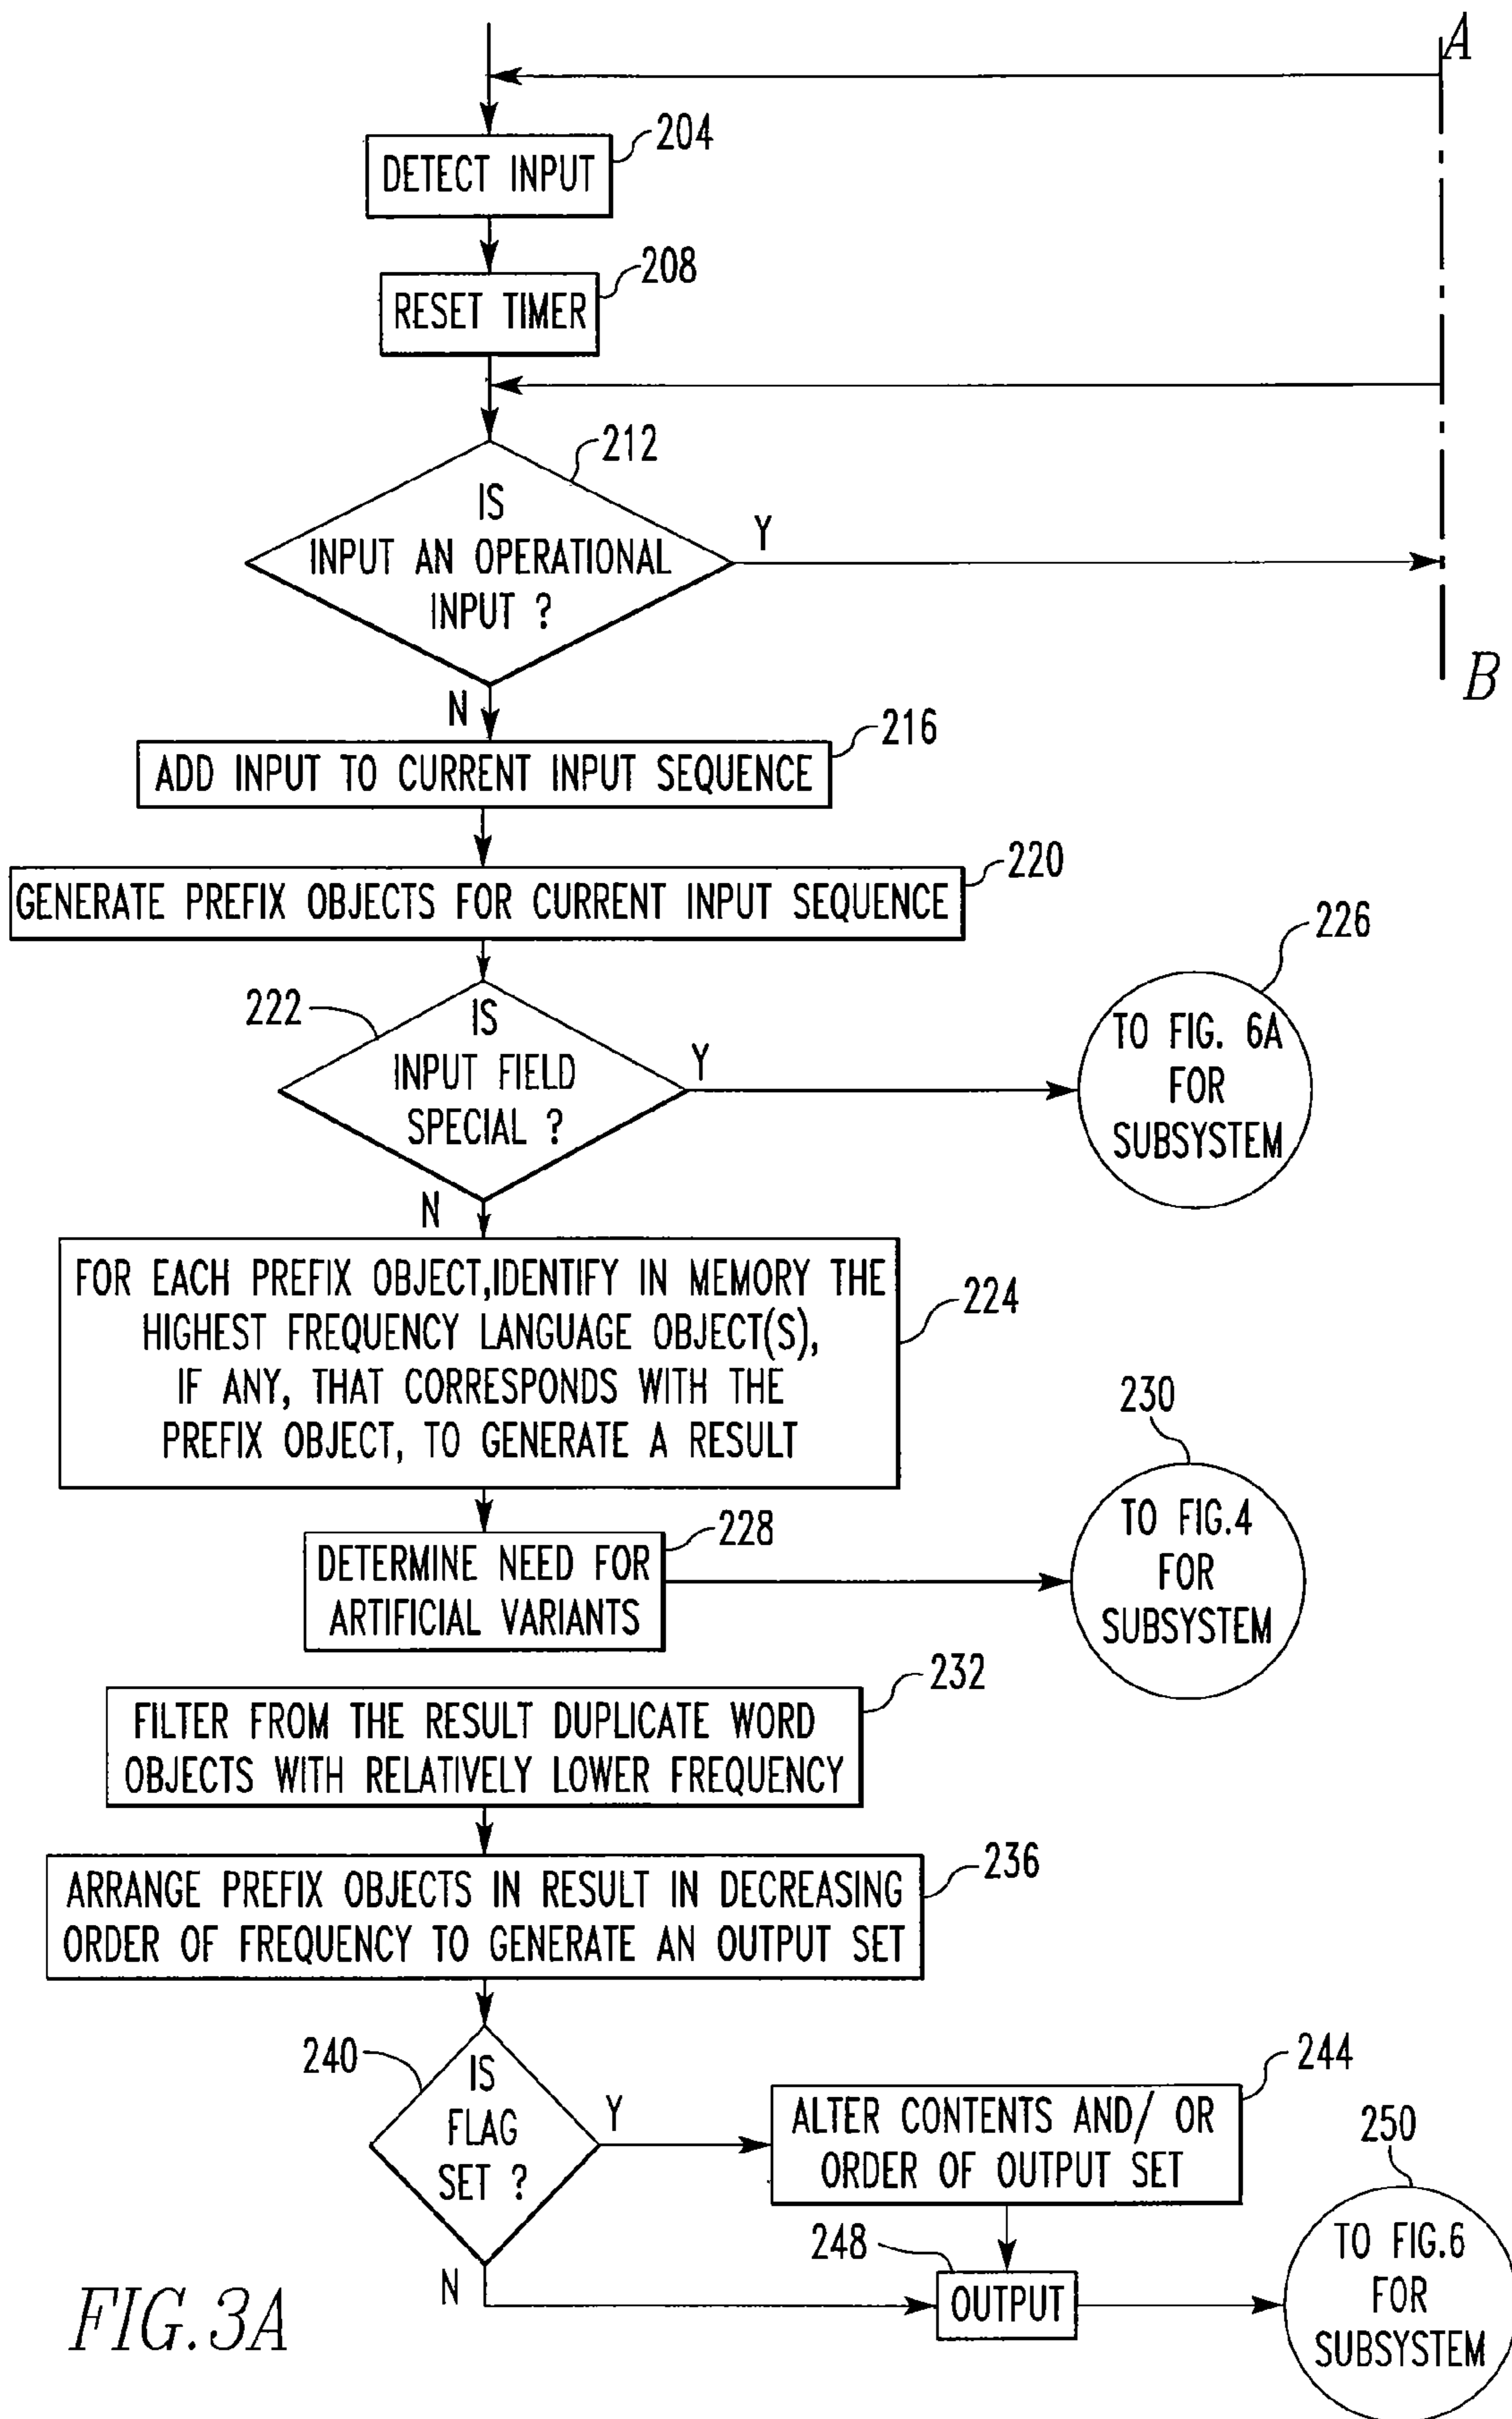 A
204
DETECT INPUT
208
RESET TIMER
212
IS
INPUT AN OPERATIONAL
INPUT ?
Y
B
N
216
ADD INPUT TO CURRENT INPUT SEQUENCE
220
GENERATE PREFIX OBJECTS FOR CURRENT INPUT SEQUENCE
226
222
IS
INPUT FIELD
SPECIAL ?
Y
TO FIG. 6A
FOR
SUBSYSTEM
N
FOR EACH PREFIX OBJECT,IDENTIFY IN MEMORY THE
HIGHEST FREQUENCY LANGUAGE OBJECT(S),
IF ANY, THAT CORRESPONDS WITH THE
PREFIX OBJECT, TO GENERATE A RESULT
224
230
228
DETERMINE NEED FOR
ARTIFICIAL VARIANTS
TO FIG.4
FOR
SUBSYSTEM
232
FILTER FROM THE RESULT DUPLICATE WORD
OBJECTS WITH RELATIVELY LOWER FREQUENCY
236
ARRANGE PREFIX OBJECTS IN RESULT IN DECREASING
ORDER OF FREQUENCY TO GENERATE AN OUTPUT SET
240
IS
FLAG
SET ?
Y
244
ALTER CONTENTS AND/ OR
ORDER OF OUTPUT SET
250
248
N
OUTPUT
TO FIG.6
FOR
SUBSYSTEM
FIG.3A